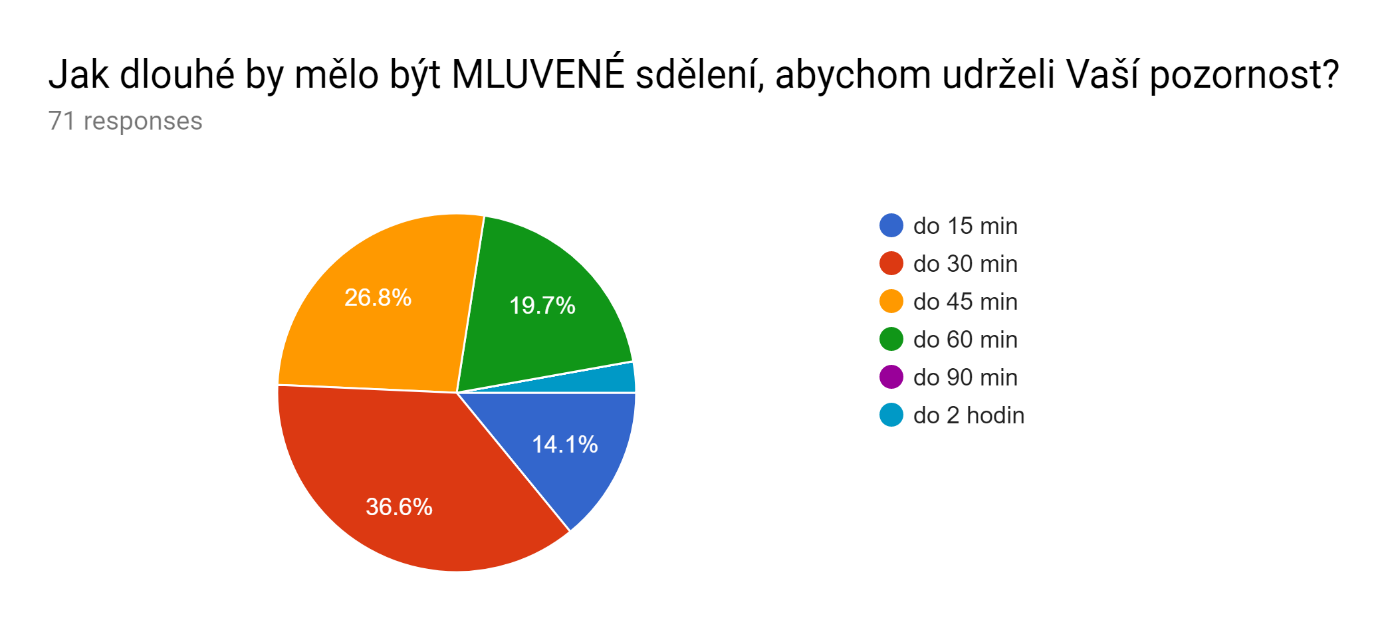 Jak dlouhé by mělo být MLUVENÉ sdělení, abychom udrželi Vaší pozornost?
71 responses
26.8%
19.7%
14.1%
36.6%
do 15 min
do 30 min
do 45 min
do 60 min
do 90 min
do 2 hodin